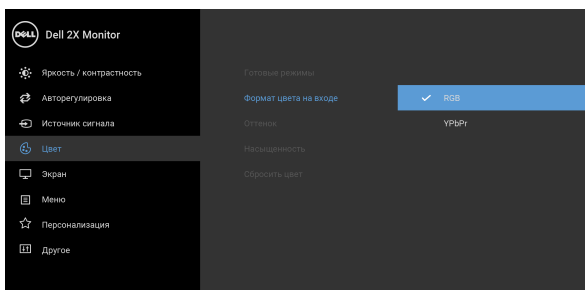 DELL
Dell 2X Monitor
Яркость / контрастность
Авторегулировка
Источник сигнала
Цвет
Экран
Меню
Персонализация
Другое
Готовые режимы
Формат цвета на входе
Оттенок
Насыщенность
Сбросить цвет
RGB
YPbPr